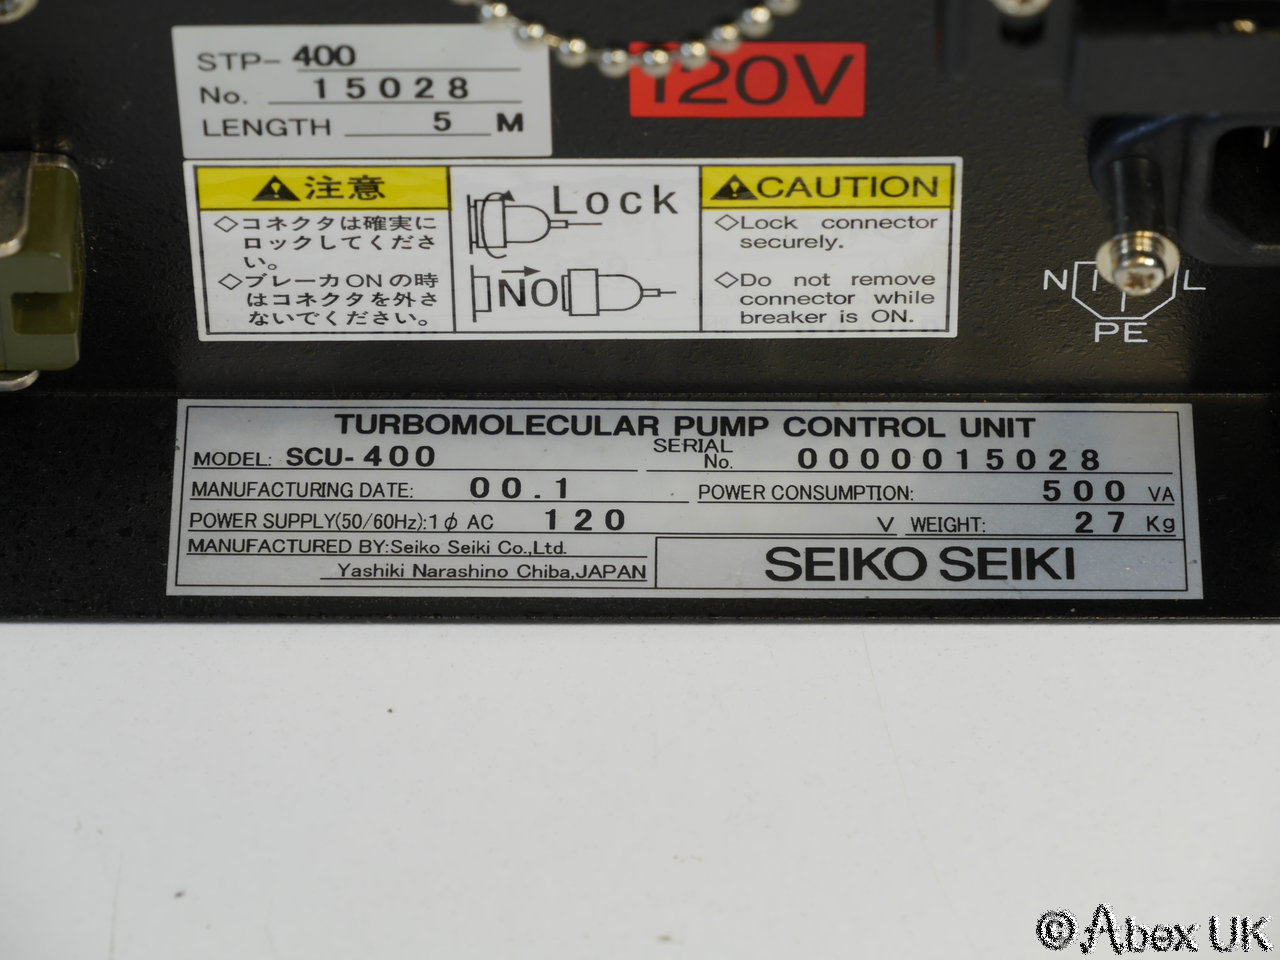 STP- 400
No. 15028
LENGTH 5 M
120V
注意
◇コネクタは確実に
ロックしてくださ
い。
◇ブレーカONの時
はコネクタを外さ
ないでください。
Lock
NO
CAUTION
◇Lock connector
securely.
◇Do not remove
connector while
breaker is ON.
N L
PE
TURBOMOLECULAR PUMP CONTROL UNIT
MODEL: SCU-400 SERIAL No. 0000015028
MANUFACTURING DATE: 00.1 POWER CONSUMPTION: 500 VA
POWER SUPPLY(50/60Hz):1φ AC 120 V WEIGHT: 27 Kg
MANUFACTURED BY:Seiko Seiki Co.,Ltd.
Yashiki Narashino Chiba,JAPAN
SEIKO SEIKI
© Abex UK